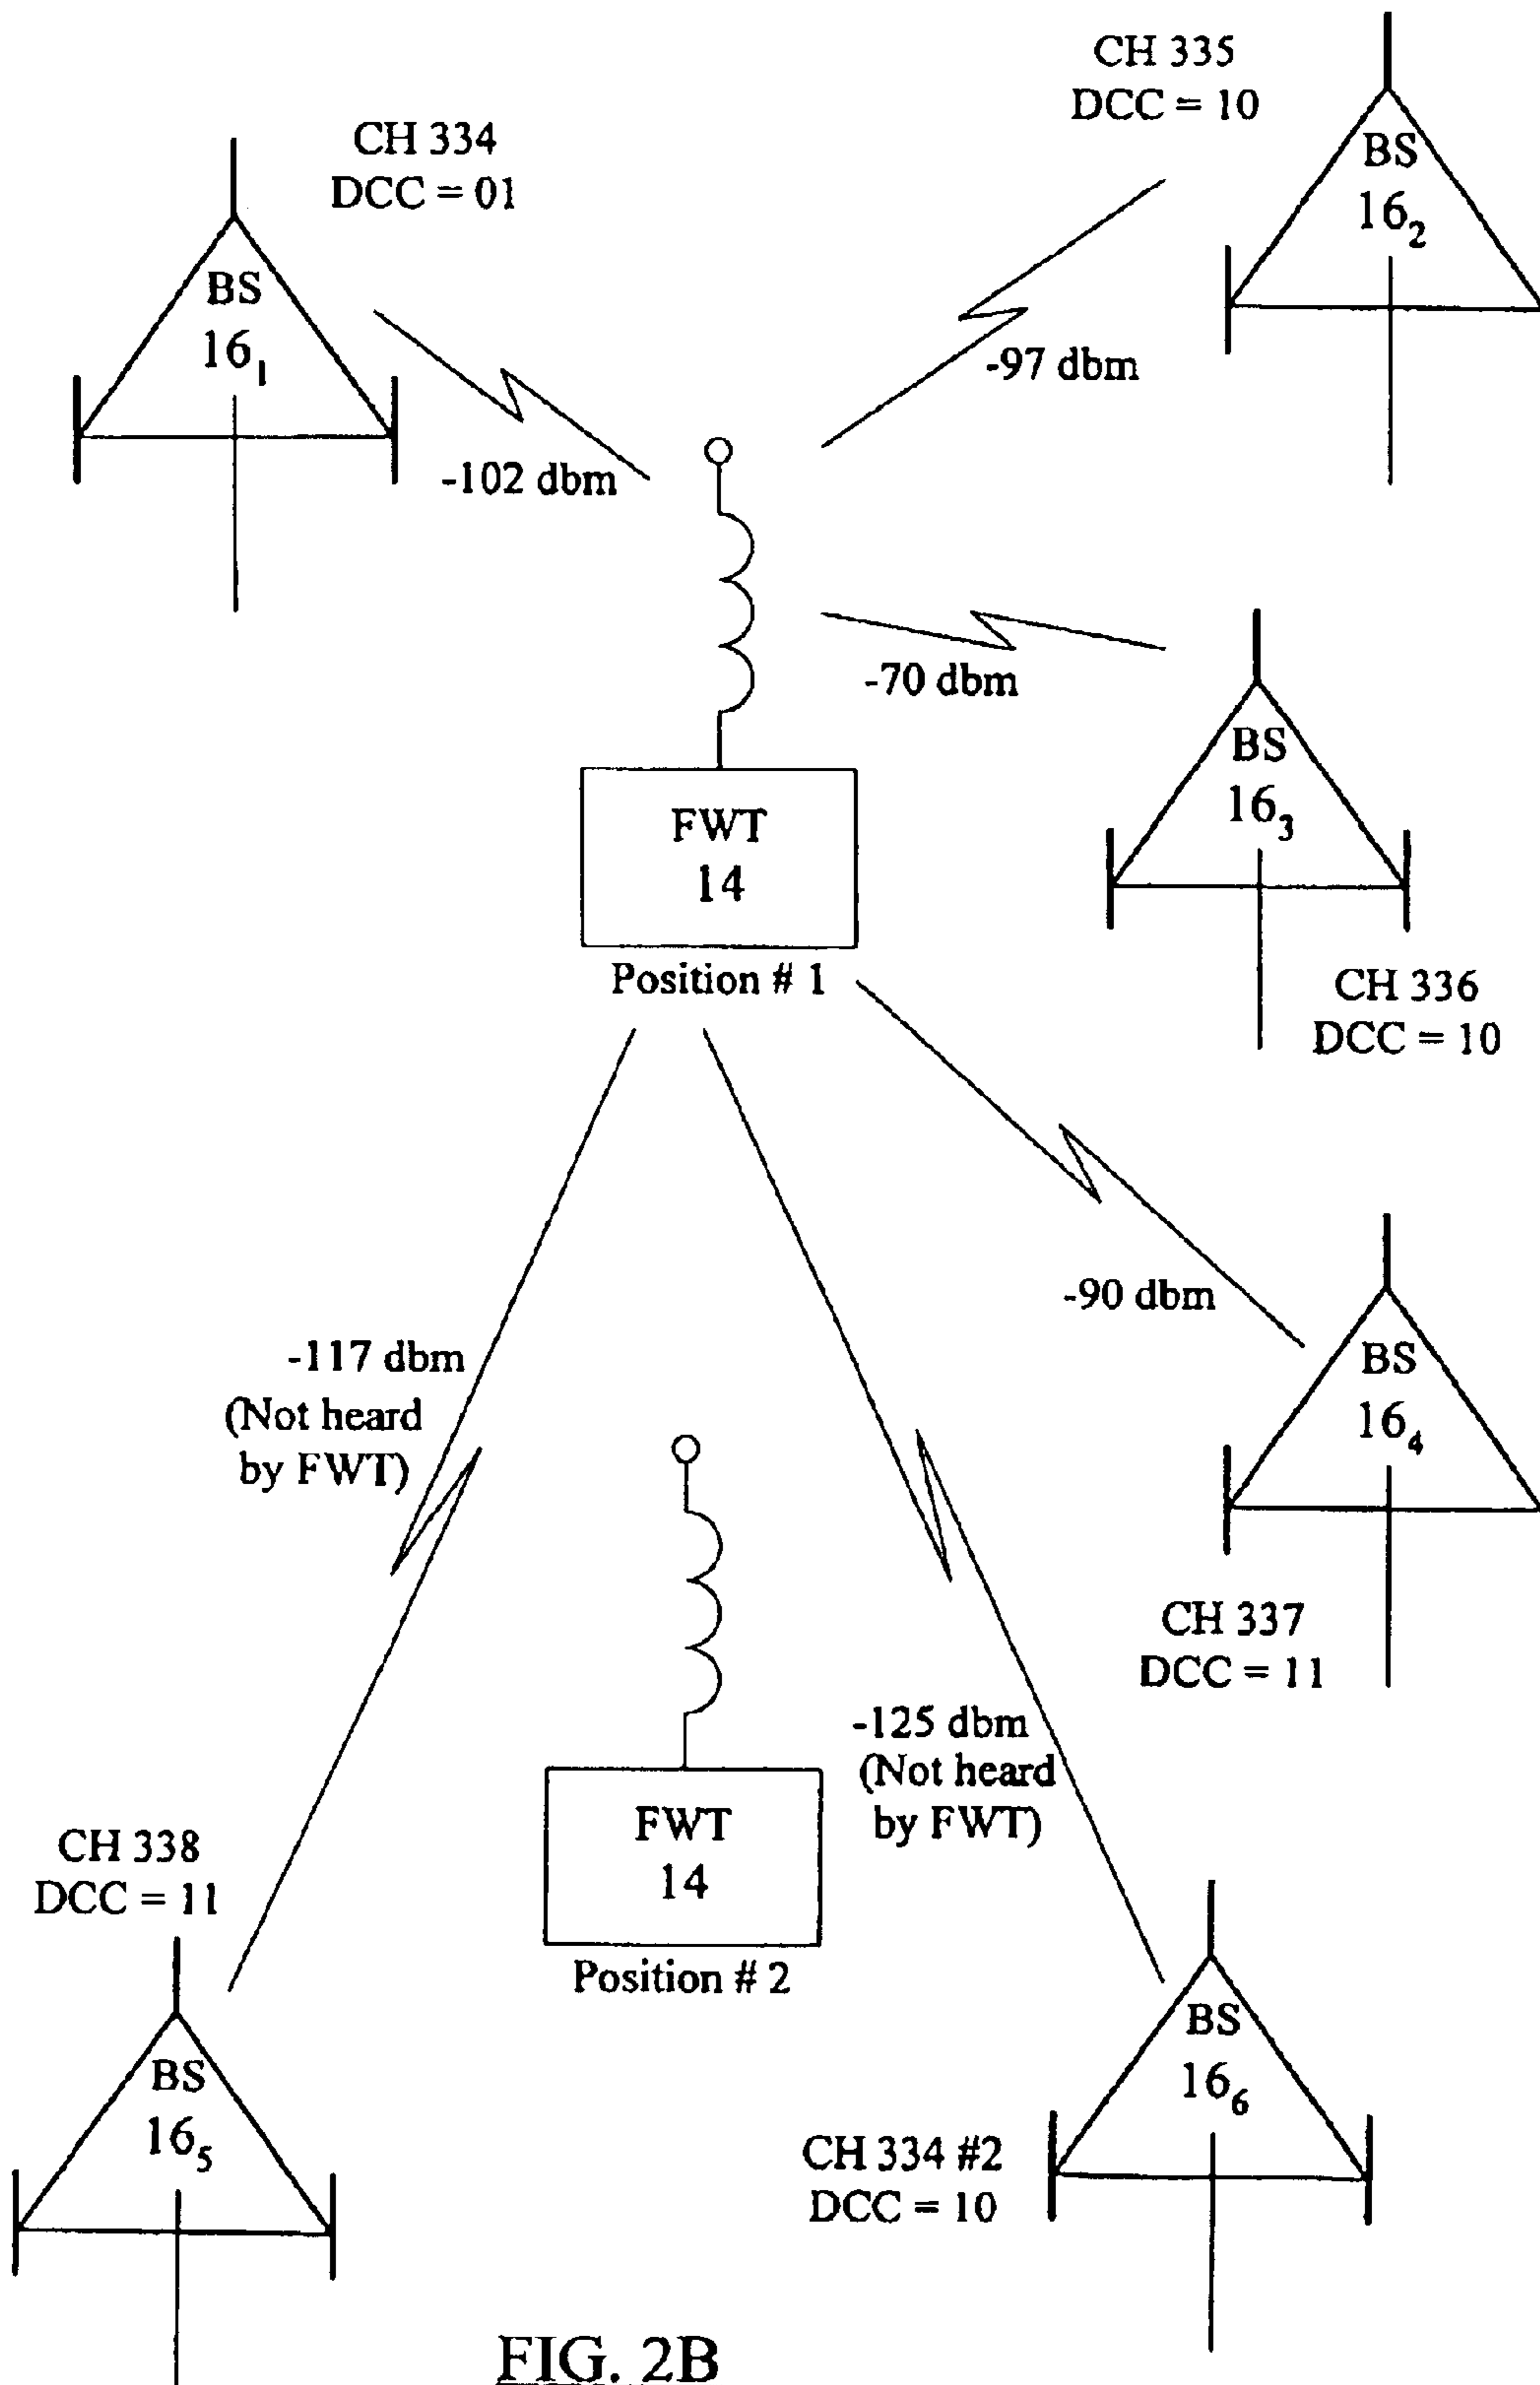 CH 335
DCC = 10
BS
16₂
CH 334
DCC = 01
BS
16₁
-97 dbm
-102 dbm
-70 dbm
BS
16₃
FWT
14
Position # 1
CH 336
DCC = 10
-90 dbm
BS
16₄
-117 dbm
(Not heard
by FWT)
CH 337
DCC = 11
-125 dbm
(Not heard
by FWT)
FWT
14
Position # 2
CH 338
DCC = 11
BS
16₅
BS
16₆
CH 334 #2
DCC = 10
FIG. 2B